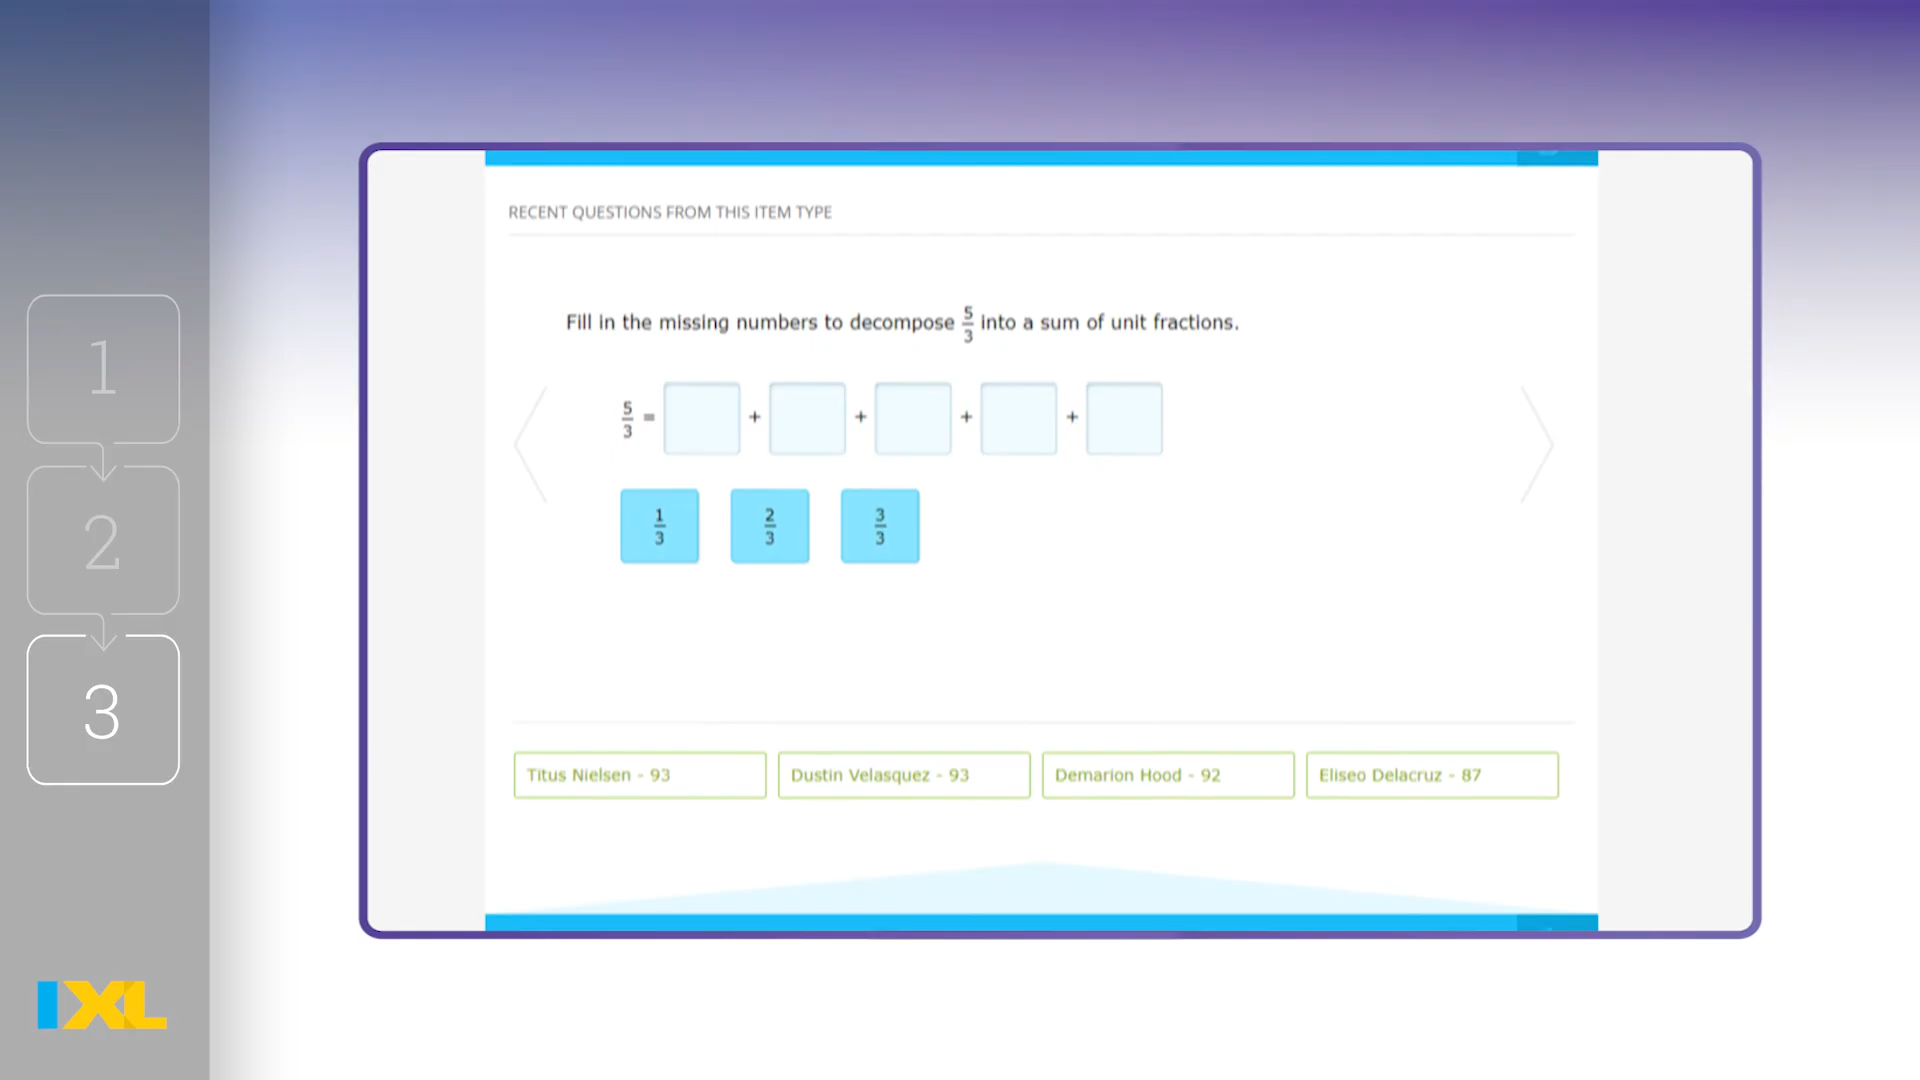 RECENT QUESTIONS FROM THIS ITEM TYPE
1
Fill in the missing numbers to decompose 5/3 into a sum of unit fractions.
5/3 = + + + +
2
1/3 2/3 3/3
3
Titus Nielsen - 93
Dustin Velasquez - 93
Demarion Hood - 92
Eliseo Delacruz - 87
IXL